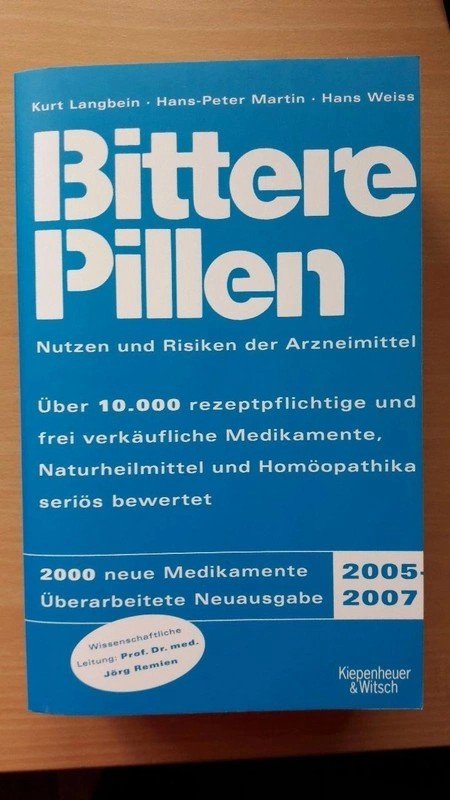 Kurt Langbein · Hans-Peter Martin · Hans Weiss
Bittere
Pillen
Nutzen und Risiken der Arzneimittel
Über 10.000 rezeptpflichtige und
frei verkäufliche Medikamente,
Naturheilmittel und Homöopathika
seriös bewertet
2000 neue Medikamente
Überarbeitete Neuausgabe
2005-
2007
Wissenschaftliche
Leitung: Prof. Dr. med.
Jörg Remien
Kiepenheuer
&Witsch